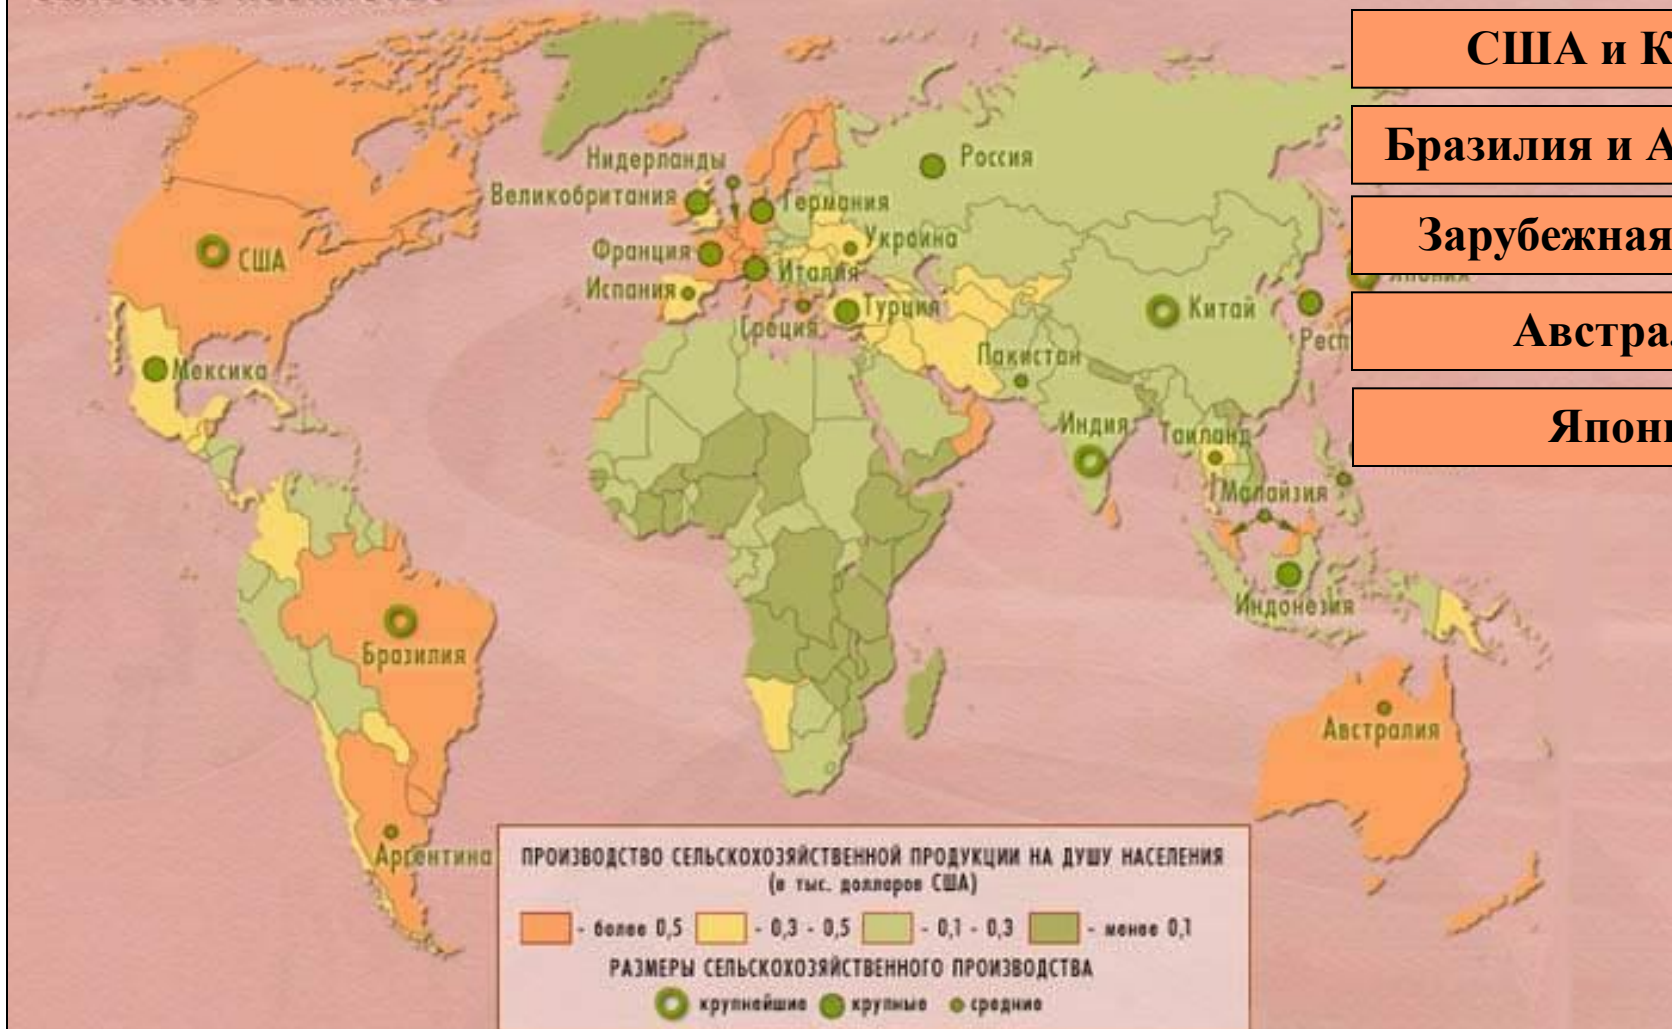 США и К
Бразилия и А
Зарубежная
Австра
Япон
Нидерланды
Россия
Великобритания
Германия
Франция
Украина
США
Италия
Испания
Турция
Китай
Греция
Япония
Респ
Мексика
Пакистан
Индия
Таиланд
Малайзия
Индонезия
Бразилия
Австралия
Аргентина
ПРОИЗВОДСТВО СЕЛЬСКОХОЗЯЙСТВЕННОЙ ПРОДУКЦИИ НА ДУШУ НАСЕЛЕНИЯ
(в тыс. долларов США)
- более 0,5 - 0,3 - 0,5 - 0,1 - 0,3 - менее 0,1
РАЗМЕРЫ СЕЛЬСКОХОЗЯЙСТВЕННОГО ПРОИЗВОДСТВА
крупнейшие крупные средние